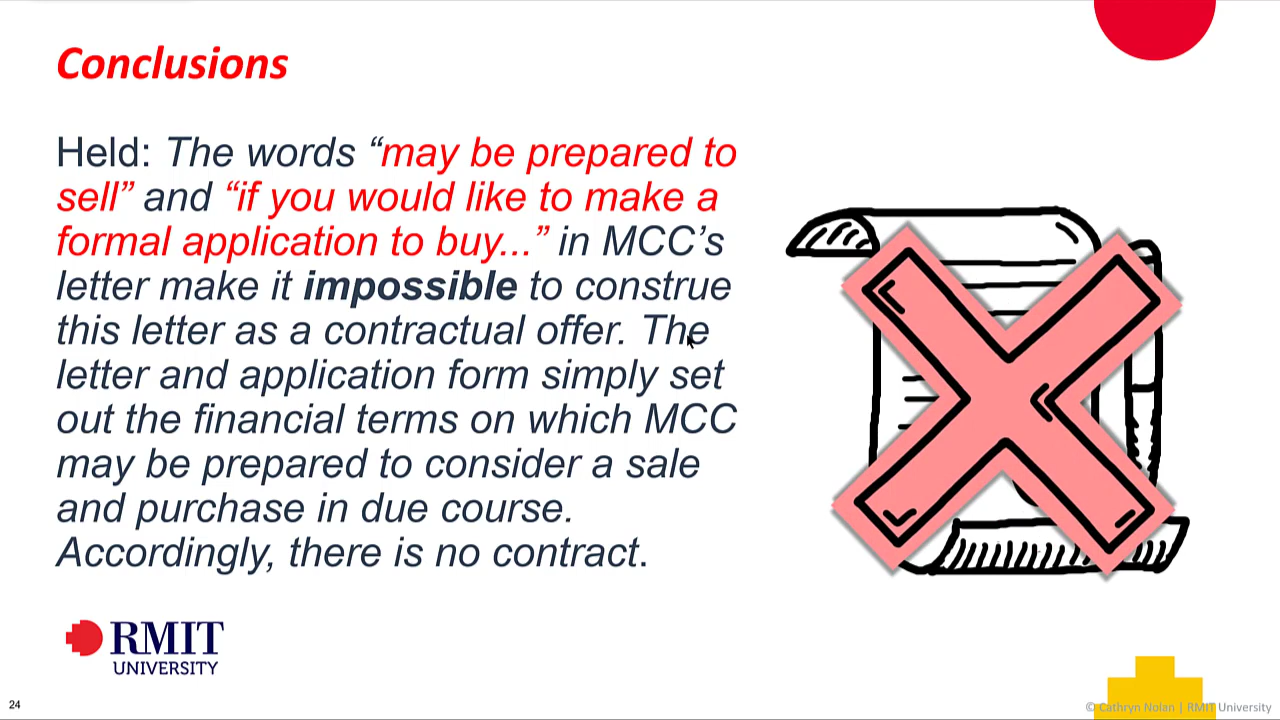 Conclusions
Held: The words “may be prepared to
sell” and “if you would like to make a
formal application to buy...” in MCC’s
letter make it impossible to construe
this letter as a contractual offer. The
letter and application form simply set
out the financial terms on which MCC
may be prepared to consider a sale
and purchase in due course.
Accordingly, there is no contract.
RMIT
UNIVERSITY
24
© Cathryn Nolan | RMIT University